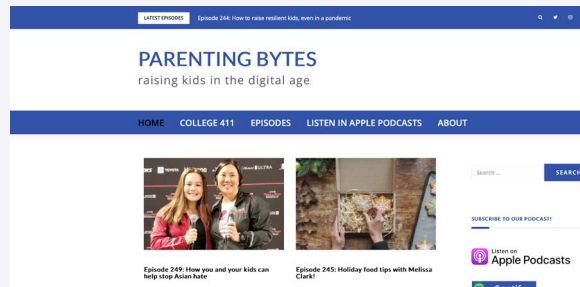 LATEST EPISODES Episode 244: How to raise resilient kids, even in a pandemic
PARENTING BYTES
raising kids in the digital age
HOME COLLEGE 411 EPISODES LISTEN IN APPLE PODCASTS ABOUT
TOYOTA
ULTRA
Search ... SEARCH
SUBSCRIBE TO OUR PODCAST!
Listen on
Apple Podcasts
Episode 249: How you and your kids can
help stop Asian hate
Episode 245: Holiday food tips with Melissa
Clark!